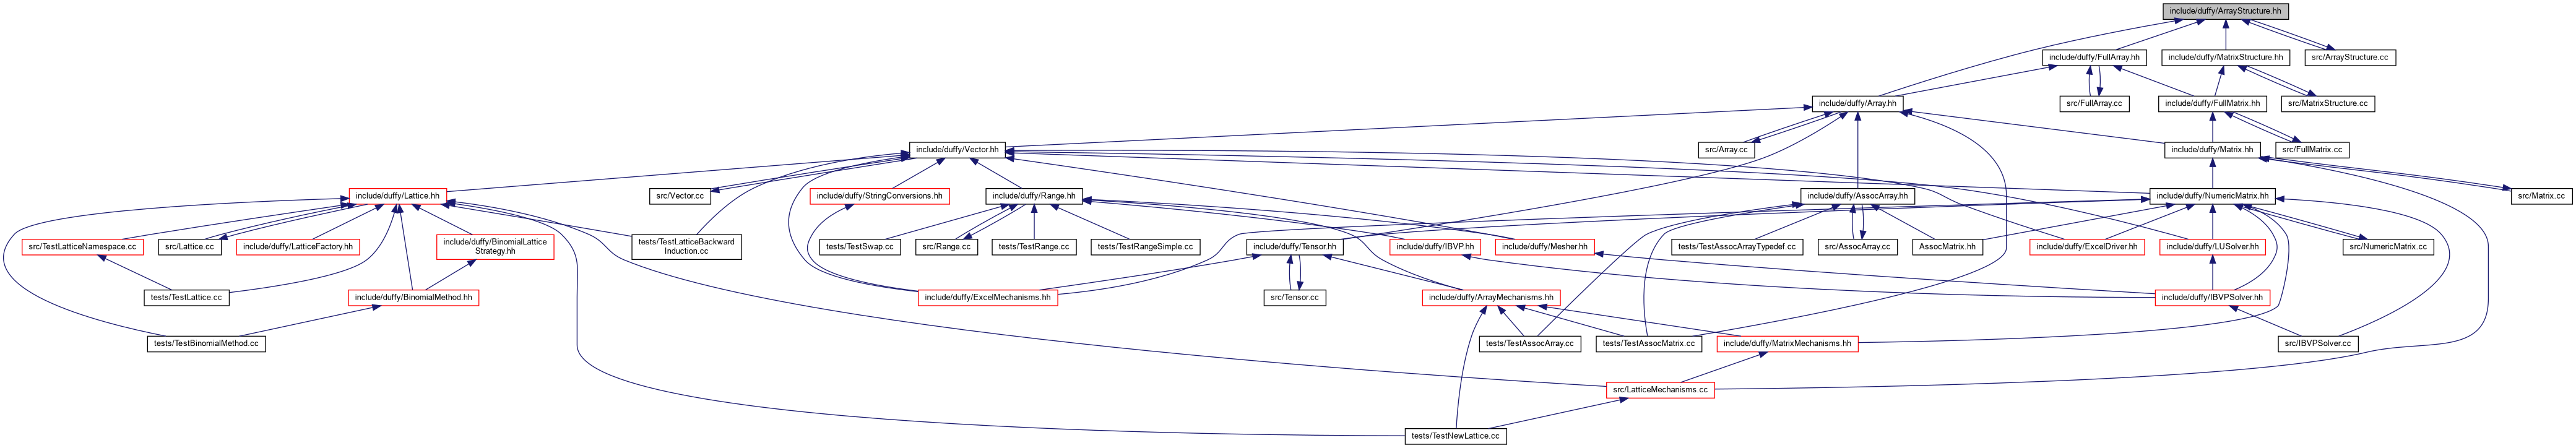 include/duffy/ArrayStructure.hh
include/duffy/FullArray.hh
include/duffy/MatrixStructure.hh
src/ArrayStructure.cc
include/duffy/Array.hh
src/FullArray.cc
include/duffy/FullMatrix.hh
src/MatrixStructure.cc
include/duffy/Vector.hh
src/Array.cc
include/duffy/Matrix.hh
src/FullMatrix.cc
include/duffy/Lattice.hh
src/Vector.cc
include/duffy/StringConversions.hh
include/duffy/Range.hh
include/duffy/AssocArray.hh
include/duffy/NumericMatrix.hh
src/Matrix.cc
src/TestLatticeNamespace.cc
src/Lattice.cc
include/duffy/LatticeFactory.hh
include/duffy/BinomialLattice
Strategy.hh
tests/TestLatticeBackward
Induction.cc
tests/TestSwap.cc
src/Range.cc
tests/TestRange.cc
tests/TestRangeSimple.cc
include/duffy/Tensor.hh
include/duffy/IBVP.hh
include/duffy/Mesher.hh
tests/TestAssocArrayTypedef.cc
src/AssocArray.cc
AssocMatrix.hh
include/duffy/ExcelDriver.hh
include/duffy/LUSolver.hh
src/NumericMatrix.cc
tests/TestLattice.cc
include/duffy/BinomialMethod.hh
include/duffy/ExcelMechanisms.hh
src/Tensor.cc
include/duffy/ArrayMechanisms.hh
include/duffy/IBVPSolver.hh
tests/TestBinomialMethod.cc
tests/TestAssocArray.cc
tests/TestAssocMatrix.cc
include/duffy/MatrixMechanisms.hh
src/IBVPSolver.cc
src/LatticeMechanisms.cc
tests/TestNewLattice.cc